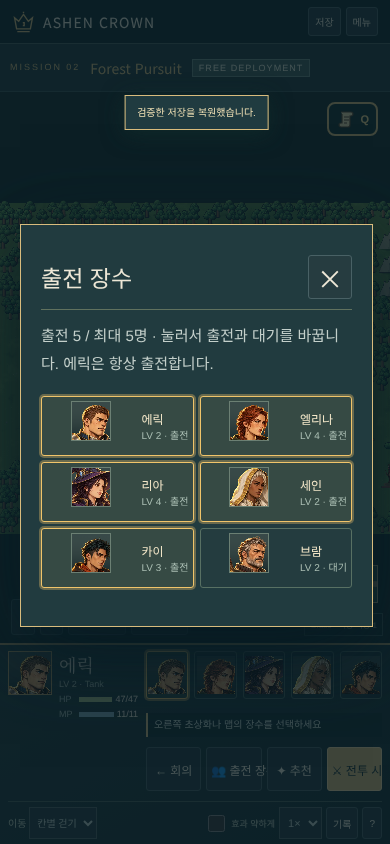 ASHEN CROWN
저장
메뉴
MISSION 02
Forest Pursuit
FREE DEPLOYMENT
검증한 저장을 복원했습니다.
Q
출전 장수
출전 5 / 최대 5명 · 눌러서 출전과 대기를 바꿉니
다. 에릭은 항상 출전합니다.
에릭
LV 2 · 출전
엘리나
LV 4 · 출전
리아
LV 4 · 출전
세인
LV 2 · 출전
카이
LV 3 · 출전
브람
LV 2 · 대기
에릭
LV 2 · Tank
HP 47/47
MP 11/11
오른쪽 초상화나 맵의 장수를 선택하세요
← 회의
출전 장
✦ 추천
⚔ 전투 시
이동
칸별 걷기
효과 약하게
1×
기록
?